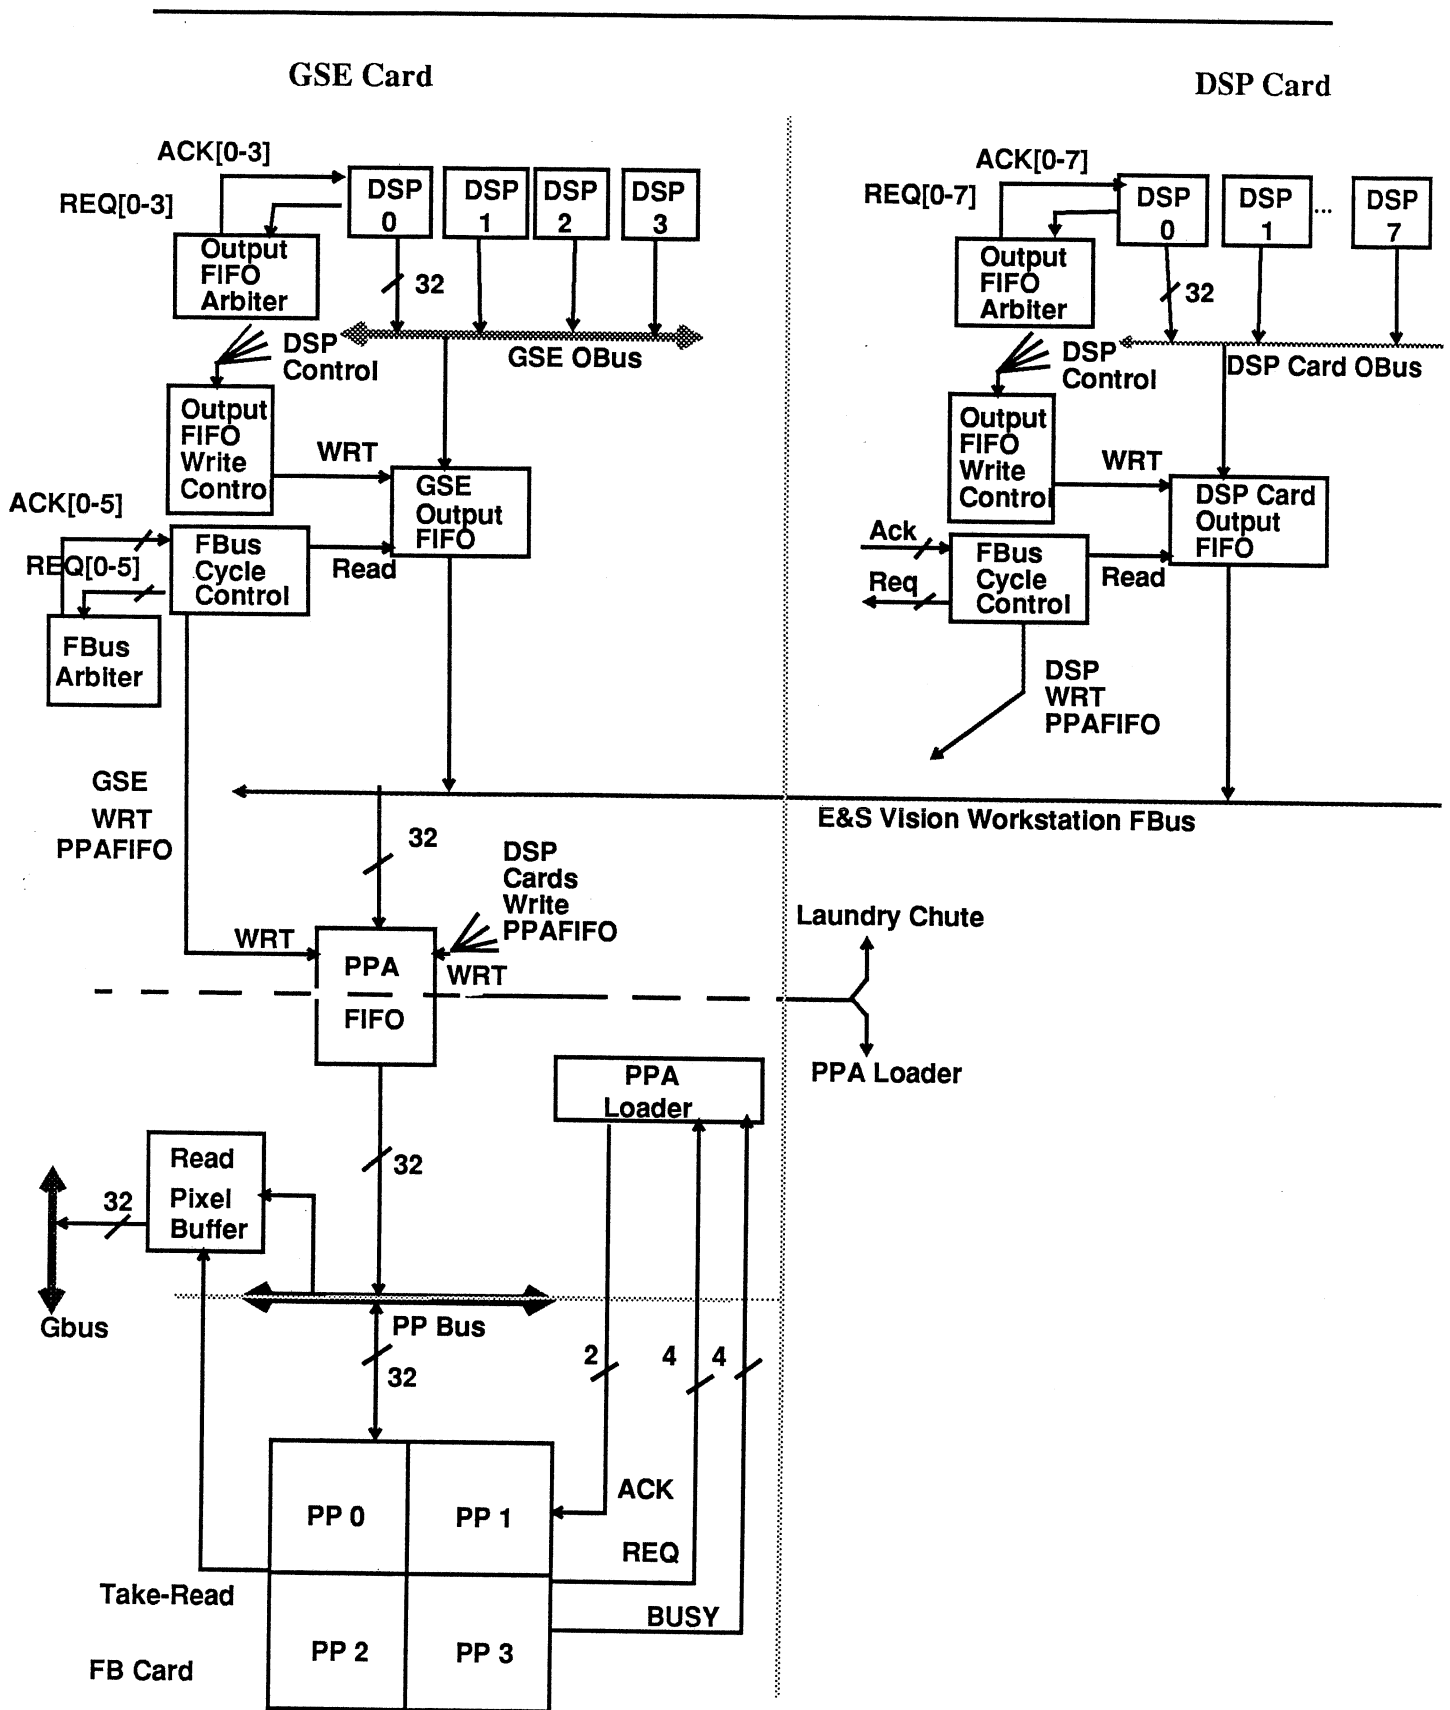 GSE Card
DSP Card
ACK[0-3]
REQ[0-3]
DSP
0
DSP
1
DSP
2
DSP
3
Output
FIFO
Arbiter
32
DSP
Control
GSE OBus
Output
FIFO
Write
Control
WRT
GSE
Output
FIFO
ACK[0-5]
REQ[0-5]
FBus
Cycle
Control
Read
FBus
Arbiter
GSE
WRT
PPAFIFO
ACK[0-7]
REQ[0-7]
DSP
0
DSP
1
...
DSP
7
Output
FIFO
Arbiter
32
DSP
Control
DSP Card OBus
Output
FIFO
Write
Control
WRT
DSP Card
Output
FIFO
Ack
Req
FBus
Cycle
Control
Read
DSP
WRT
PPAFIFO
E&S Vision Workstation FBus
32
DSP
Cards
Write
PPAFIFO
WRT
WRT
PPA
FIFO
Laundry Chute
PPA Loader
PPA
Loader
32
Read
Pixel
Buffer
32
Gbus
PP Bus
32
2
4
4
ACK
REQ
BUSY
PP 0
PP 1
PP 2
PP 3
Take-Read
FB Card